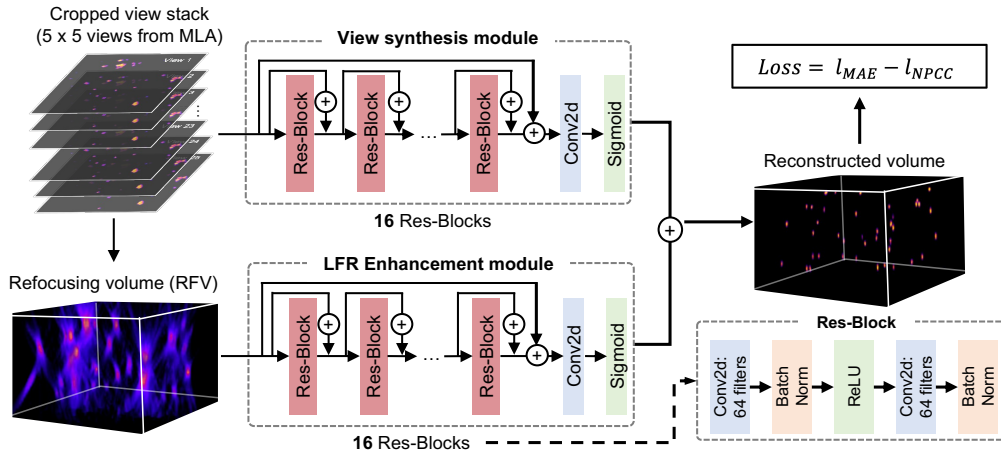 Cropped view stack
(5 x 5 views from MLA)
View 1
View 23
24
25
View synthesis module
Res-Block
Res-Block
...
Res-Block
+
+
+
+
Conv2d
Sigmoid
16 Res-Blocks
Loss = l_MAE − l_NPCC
Reconstructed volume
+
Refocusing volume (RFV)
LFR Enhancement module
Res-Block
Res-Block
...
Res-Block
+
+
+
+
Conv2d
Sigmoid
16 Res-Blocks
Res-Block
Conv2d:
64 filters
Batch
Norm
ReLU
Conv2d:
64 filters
Batch
Norm